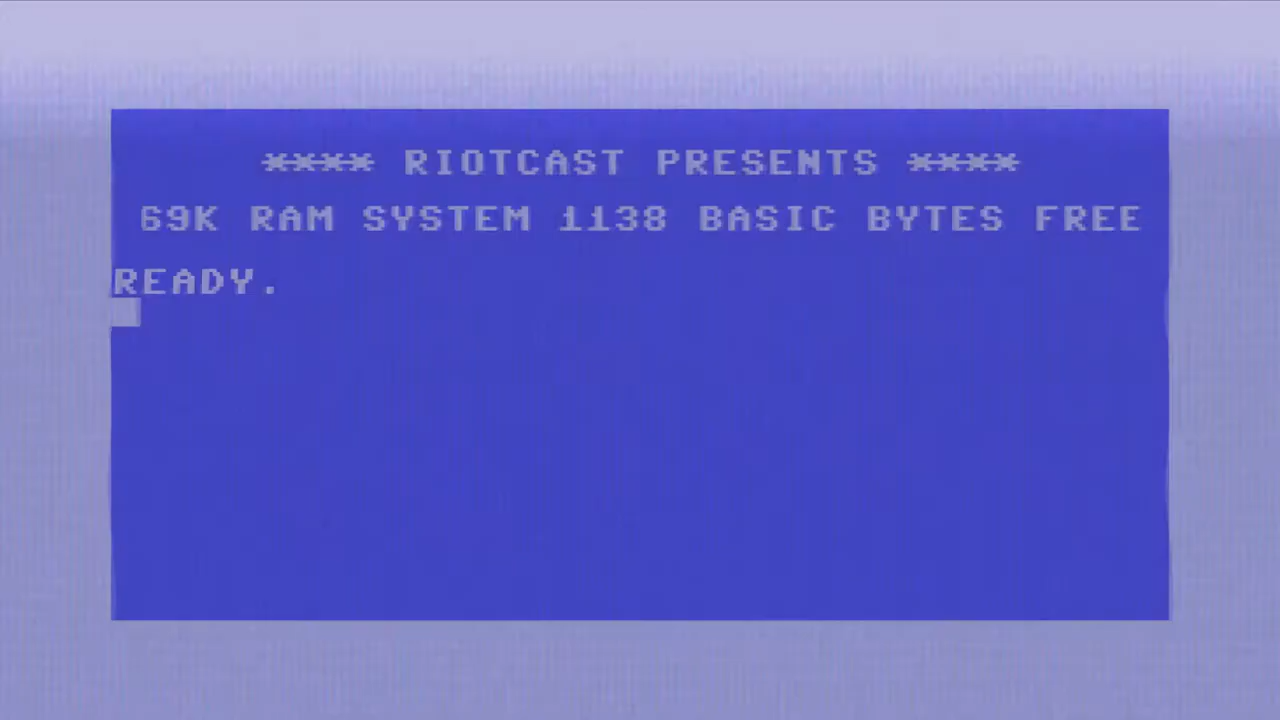 **** RIOTCAST PRESENTS ****
69K RAM SYSTEM 1138 BASIC BYTES FREE
READY.